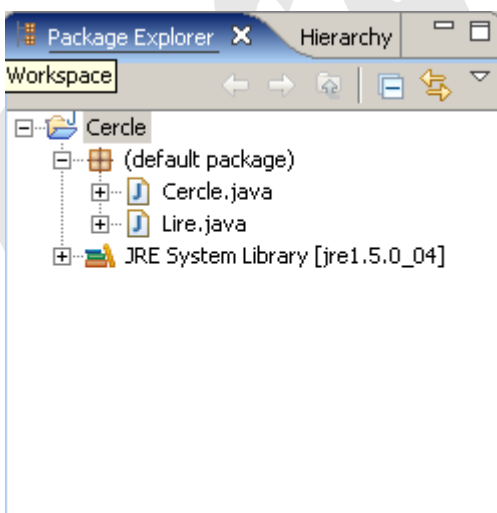 Package Explorer Hierarchy
Workspace
Cercle
(default package)
Cercle.java
Lire.java
JRE System Library [jre1.5.0_04]